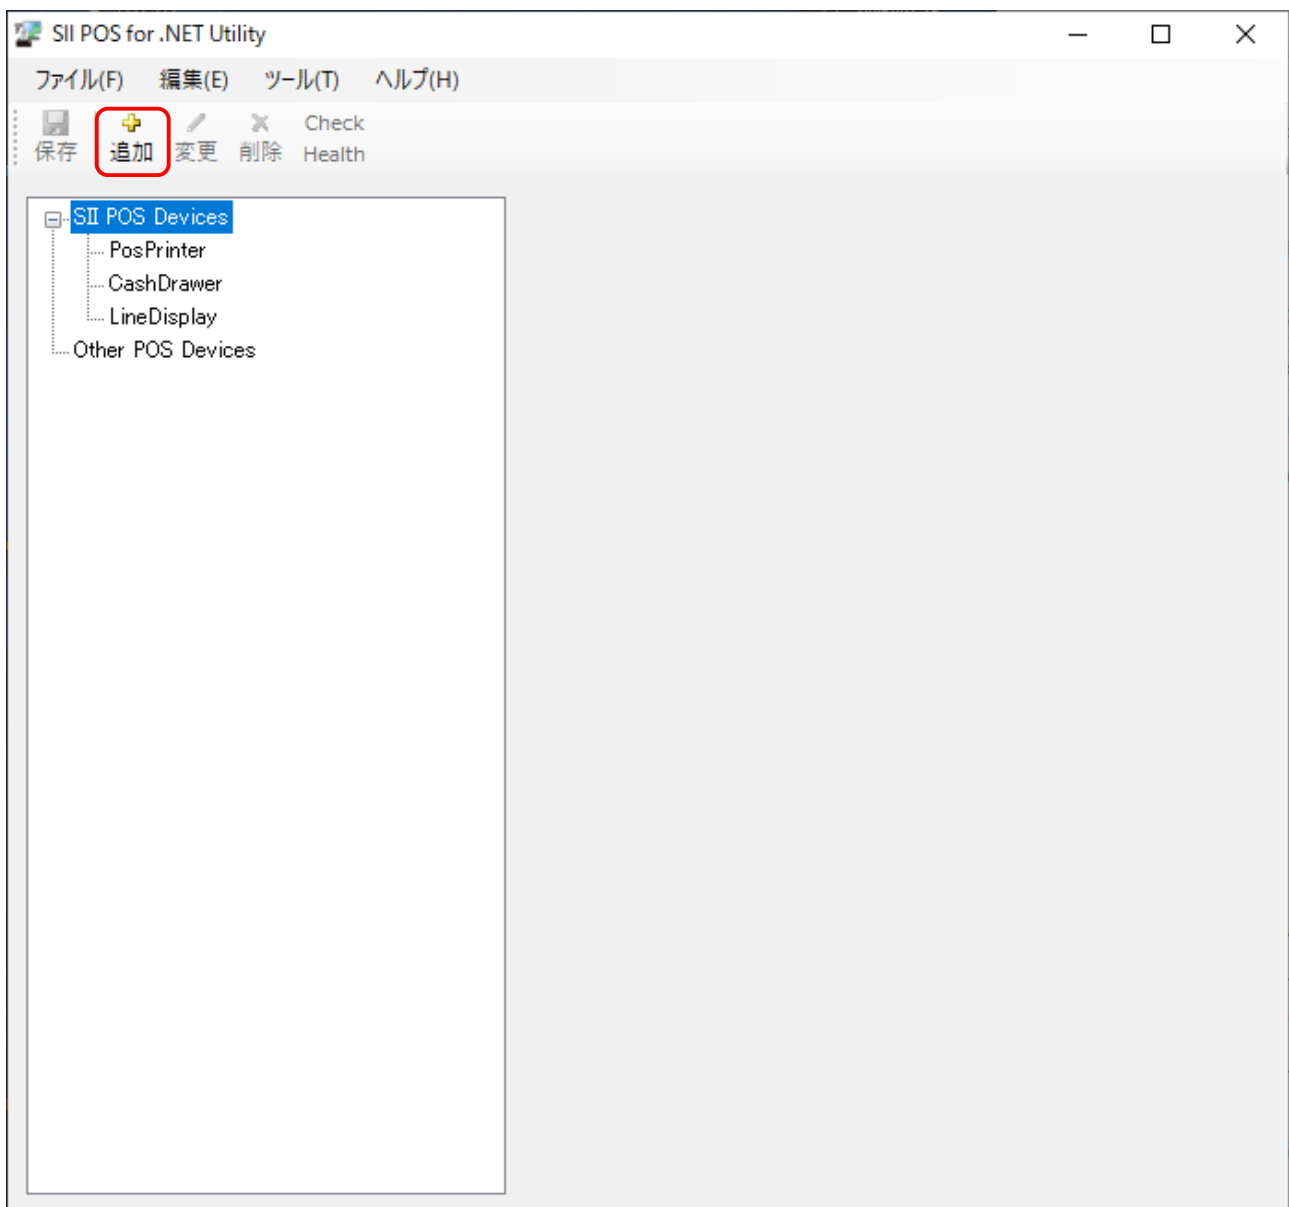 SII POS for .NET Utility
ファイル(F) 編集(E) ツール(T) ヘルプ(H)
保存 追加 変更 削除 Check Health
SII POS Devices
PosPrinter
CashDrawer
LineDisplay
Other POS Devices